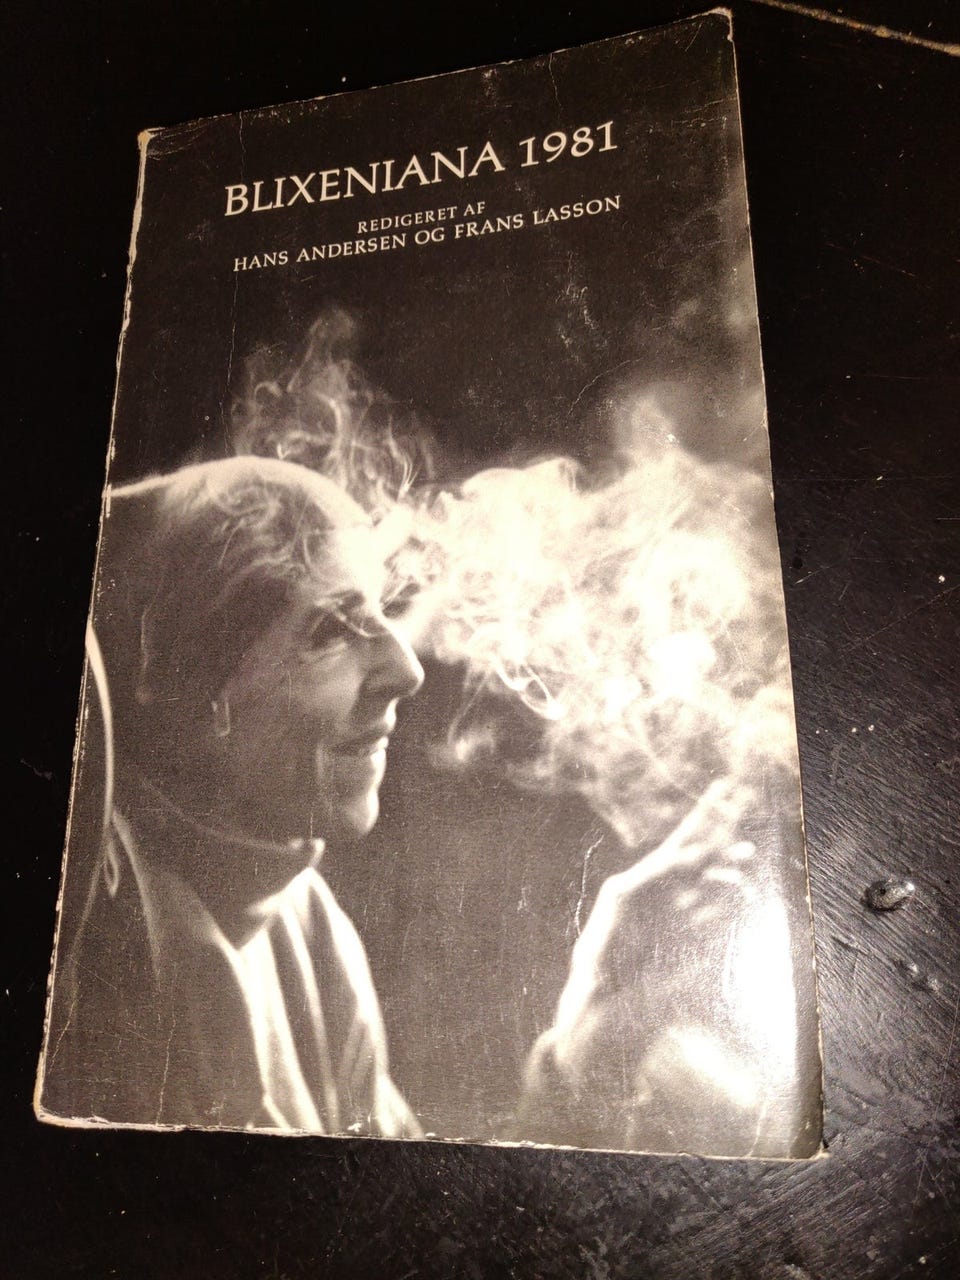 BLIXENIANA 1981
REDIGERET AF
HANS ANDERSEN OG FRANS LASSON